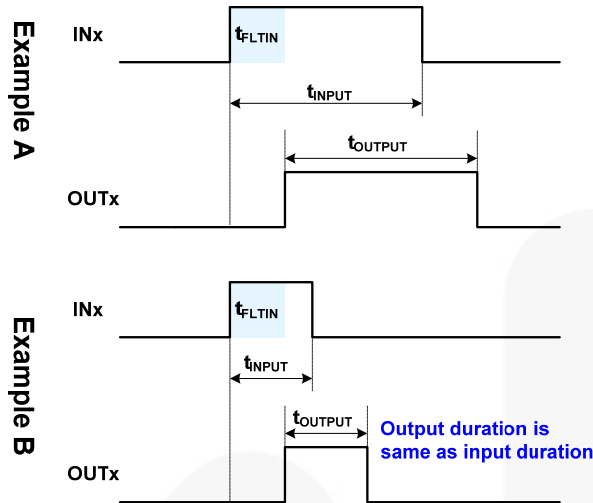 Example A
INx
tFLTIN
tINPUT
tOUTPUT
OUTx
Example B
INx
tFLTIN
tINPUT
tOUTPUT
Output duration is
same as input duration
OUTx